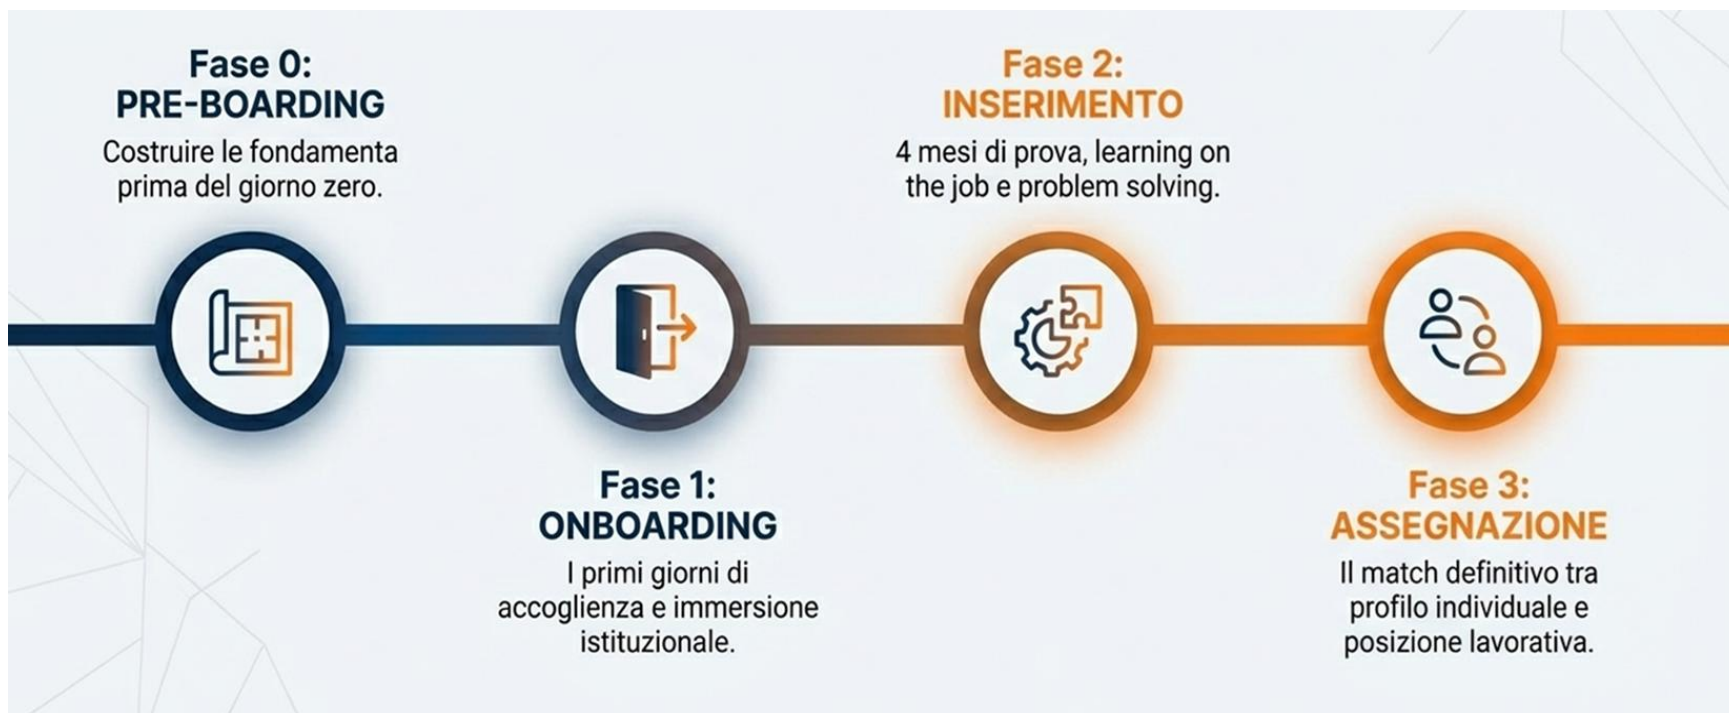 Fase 0:
PRE-BOARDING
Costruire le fondamenta
prima del giorno zero.
Fase 1:
ONBOARDING
I primi giorni di
accoglienza e immersione
istituzionale.
Fase 2:
INSERIMENTO
4 mesi di prova, learning on
the job e problem solving.
Fase 3:
ASSEGNAZIONE
Il match definitivo tra
profilo individuale e
posizione lavorativa.